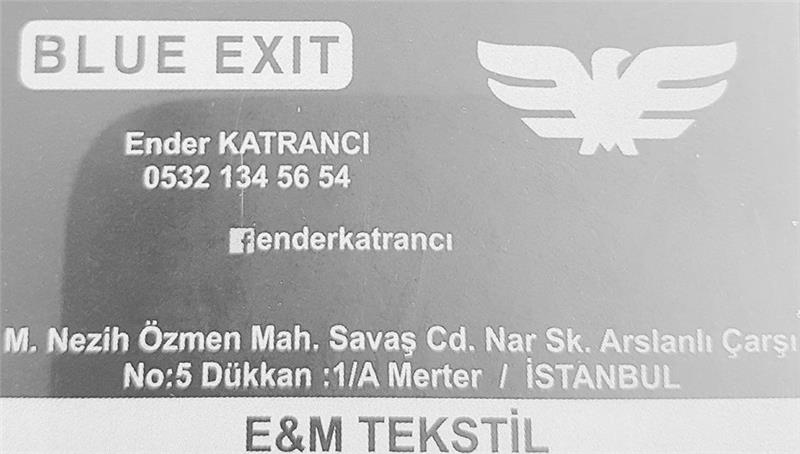 BLUE EXIT
Ender KATRANCI
0532 134 56 54
enderkatrancı
M. Nezih Özmen Mah. Savaş Cd. Nar Sk. Arslanlı Çarşı
No:5 Dükkan :1/A Merter / İSTANBUL
E&M TEKSTİL